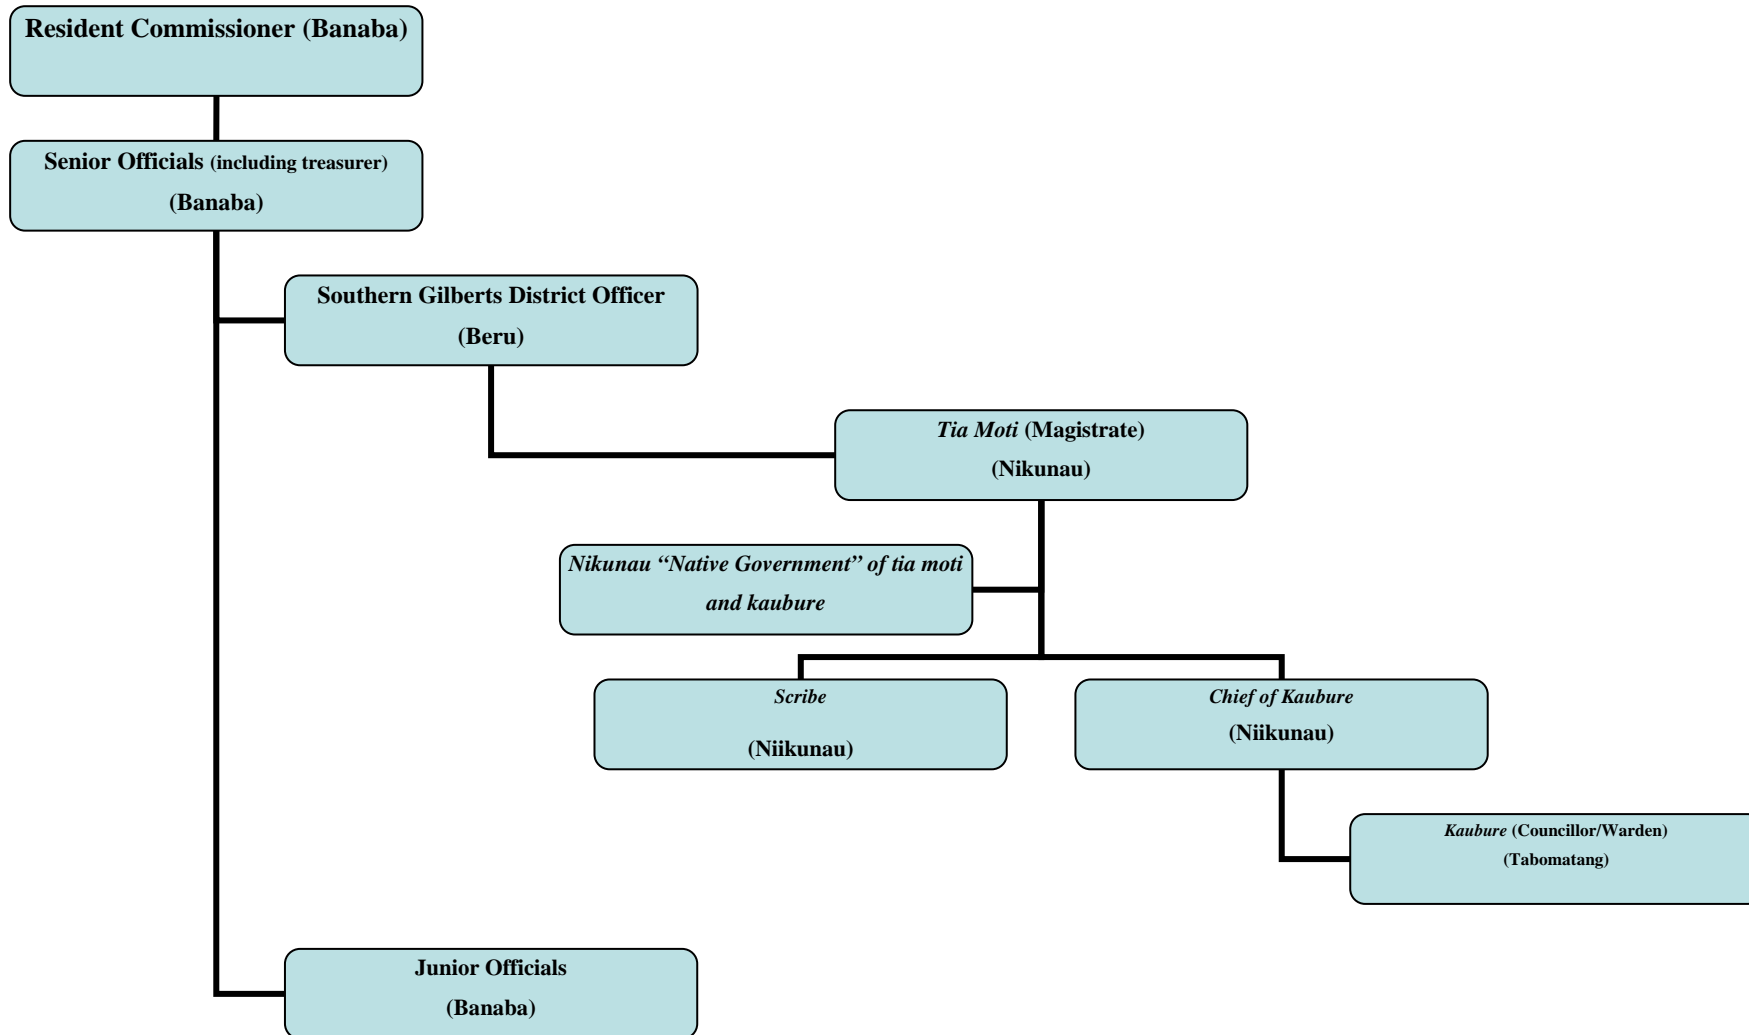 Resident Commissioner (Banaba)
Senior Officials (including treasurer)
(Banaba)
Southern Gilberts District Officer
(Beru)
Tia Moti (Magistrate)
(Nikunau)
Nikunau “Native Government” of tia moti
and kaubure
Scribe
(Niikunau)
Chief of Kaubure
(Niikunau)
Kaubure (Councillor/Warden)
(Tabomatang)
Junior Officials
(Banaba)